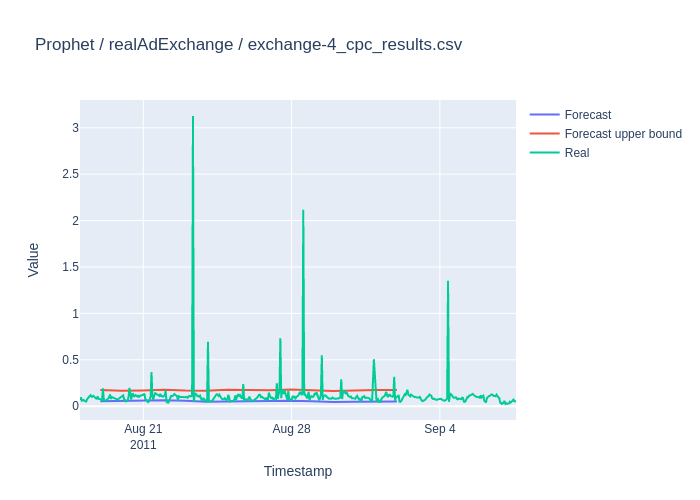 Prophet / realAdExchange / exchange-4_cpc_results.csv
Forecast
Forecast upper bound
Real
3
2.5
2
1.5
1
0.5
0
Value
Aug 21
2011
Aug 28
Sep 4
Timestamp